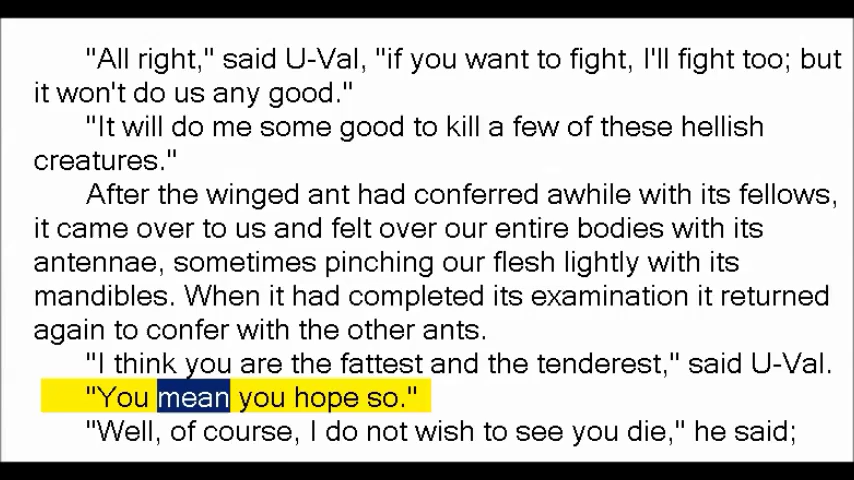 "All right," said U-Val, "if you want to fight, I'll fight too; but
it won't do us any good."
"It will do me some good to kill a few of these hellish
creatures."
After the winged ant had conferred awhile with its fellows,
it came over to us and felt over our entire bodies with its
antennae, sometimes pinching our flesh lightly with its
mandibles. When it had completed its examination it returned
again to confer with the other ants.
"I think you are the fattest and the tenderest," said U-Val.
"You mean you hope so."
"Well, of course, I do not wish to see you die," he said;